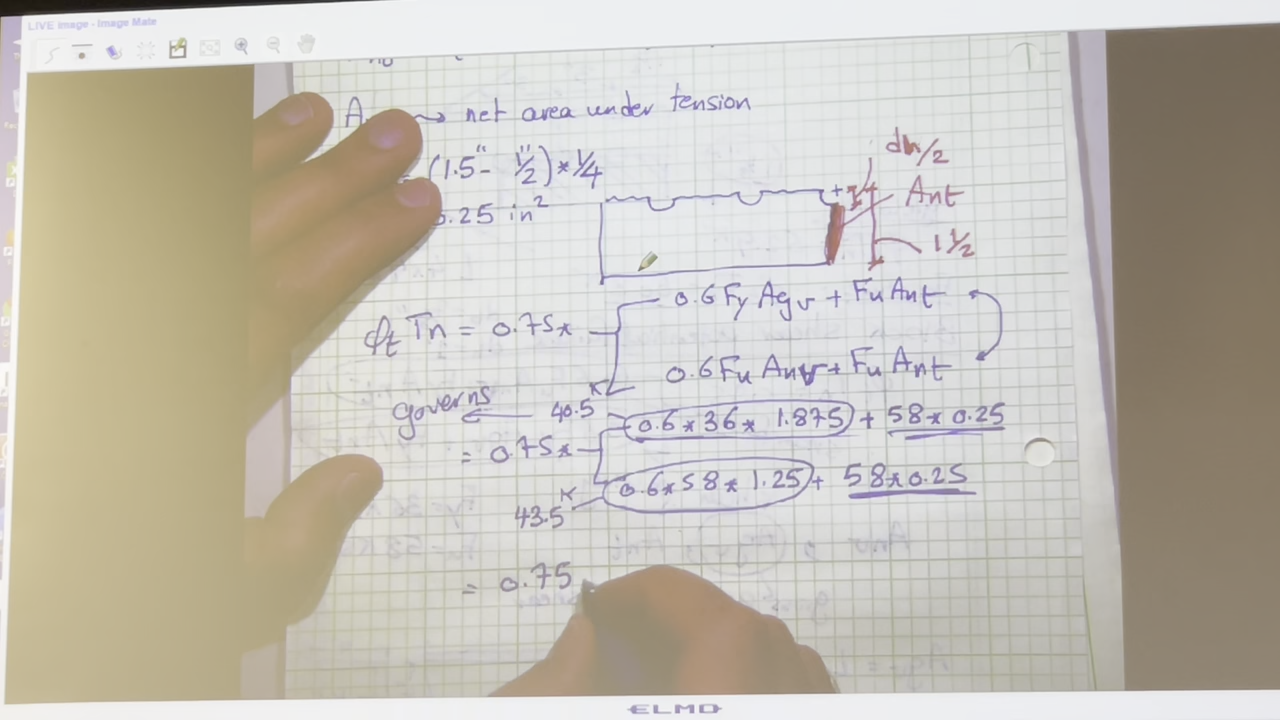 LIVE Image - Image Mate
A → net area under tension
(1.5" - 1/2") * 1/4
0.25 in²
dh/2
Ant
1 1/2
0.6 Fy Agv + Fu Ant
ϕt Tn = 0.75 *
0.6 Fu Anv + Fu Ant
governs ← 40.5 K
0.6 * 36 * 1.875 + 58 * 0.25
= 0.75 *
0.6 * 58 * 1.25 + 58 * 0.25
43.5 K
= 0.75
ELMO